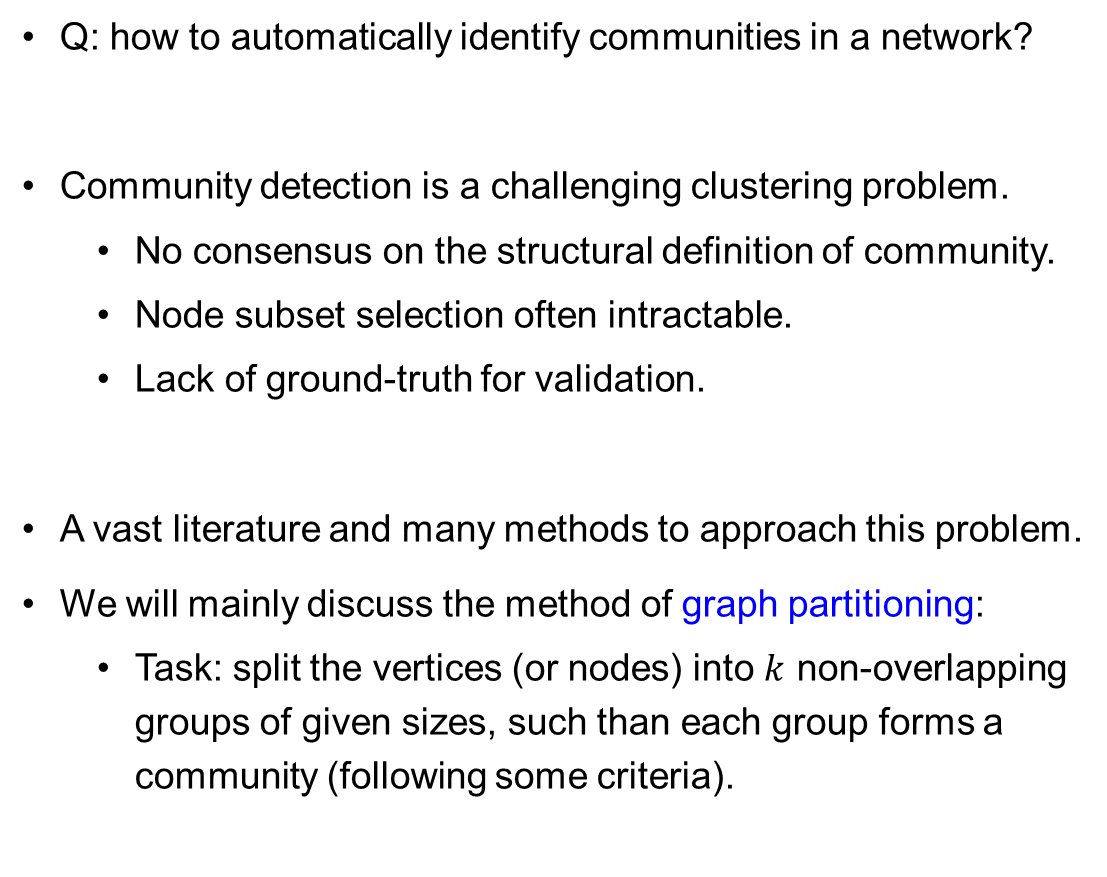 • Q: how to automatically identify communities in a network?
• Community detection is a challenging clustering problem.
• No consensus on the structural definition of community.
• Node subset selection often intractable.
• Lack of ground-truth for validation.
• A vast literature and many methods to approach this problem.
• We will mainly discuss the method of graph partitioning:
• Task: split the vertices (or nodes) into k non-overlapping
groups of given sizes, such than each group forms a
community (following some criteria).